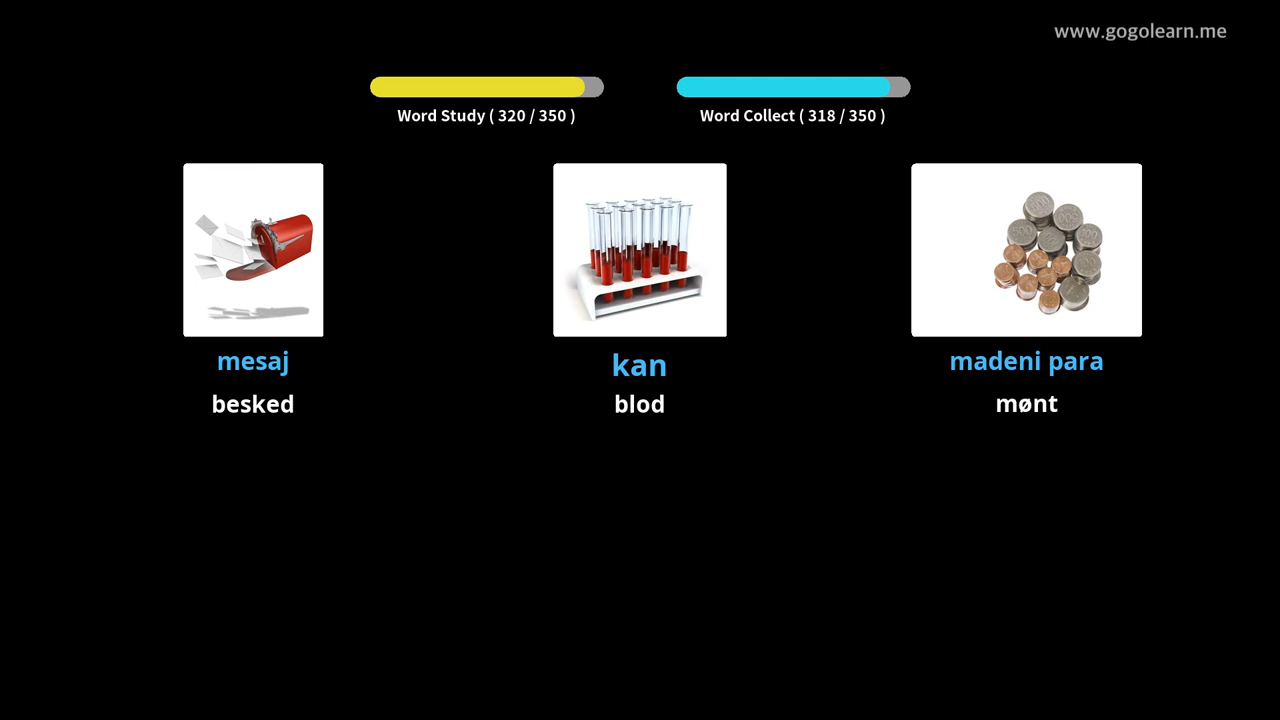 www.gogolearn.me
Word Study ( 320 / 350 )
Word Collect ( 318 / 350 )
mesaj
kan
madeni para
besked
blod
mønt